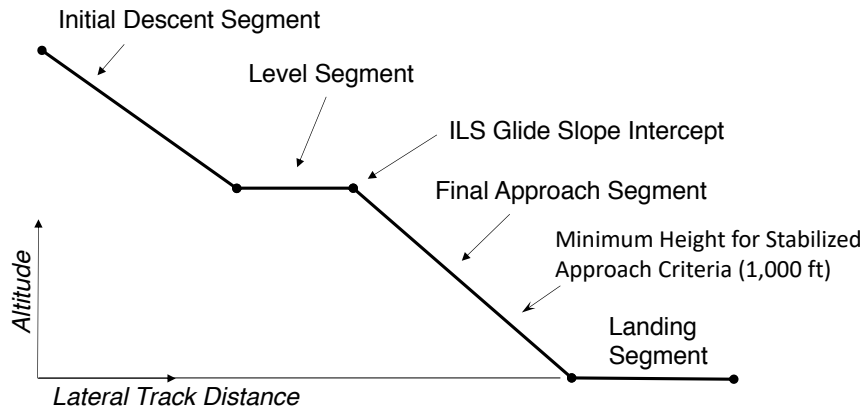 Initial Descent Segment
Level Segment
ILS Glide Slope Intercept
Final Approach Segment
Minimum Height for Stabilized
Approach Criteria (1,000 ft)
Altitude
Landing
Segment
Lateral Track Distance